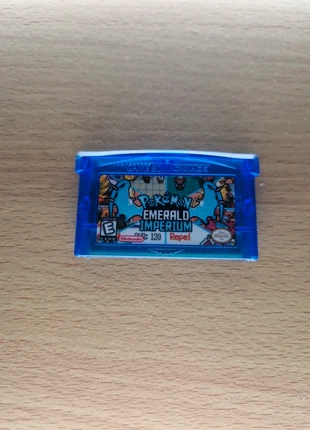 POKéMON
EMERALD
IMPERIUM
E
Nintendo
120
Repel